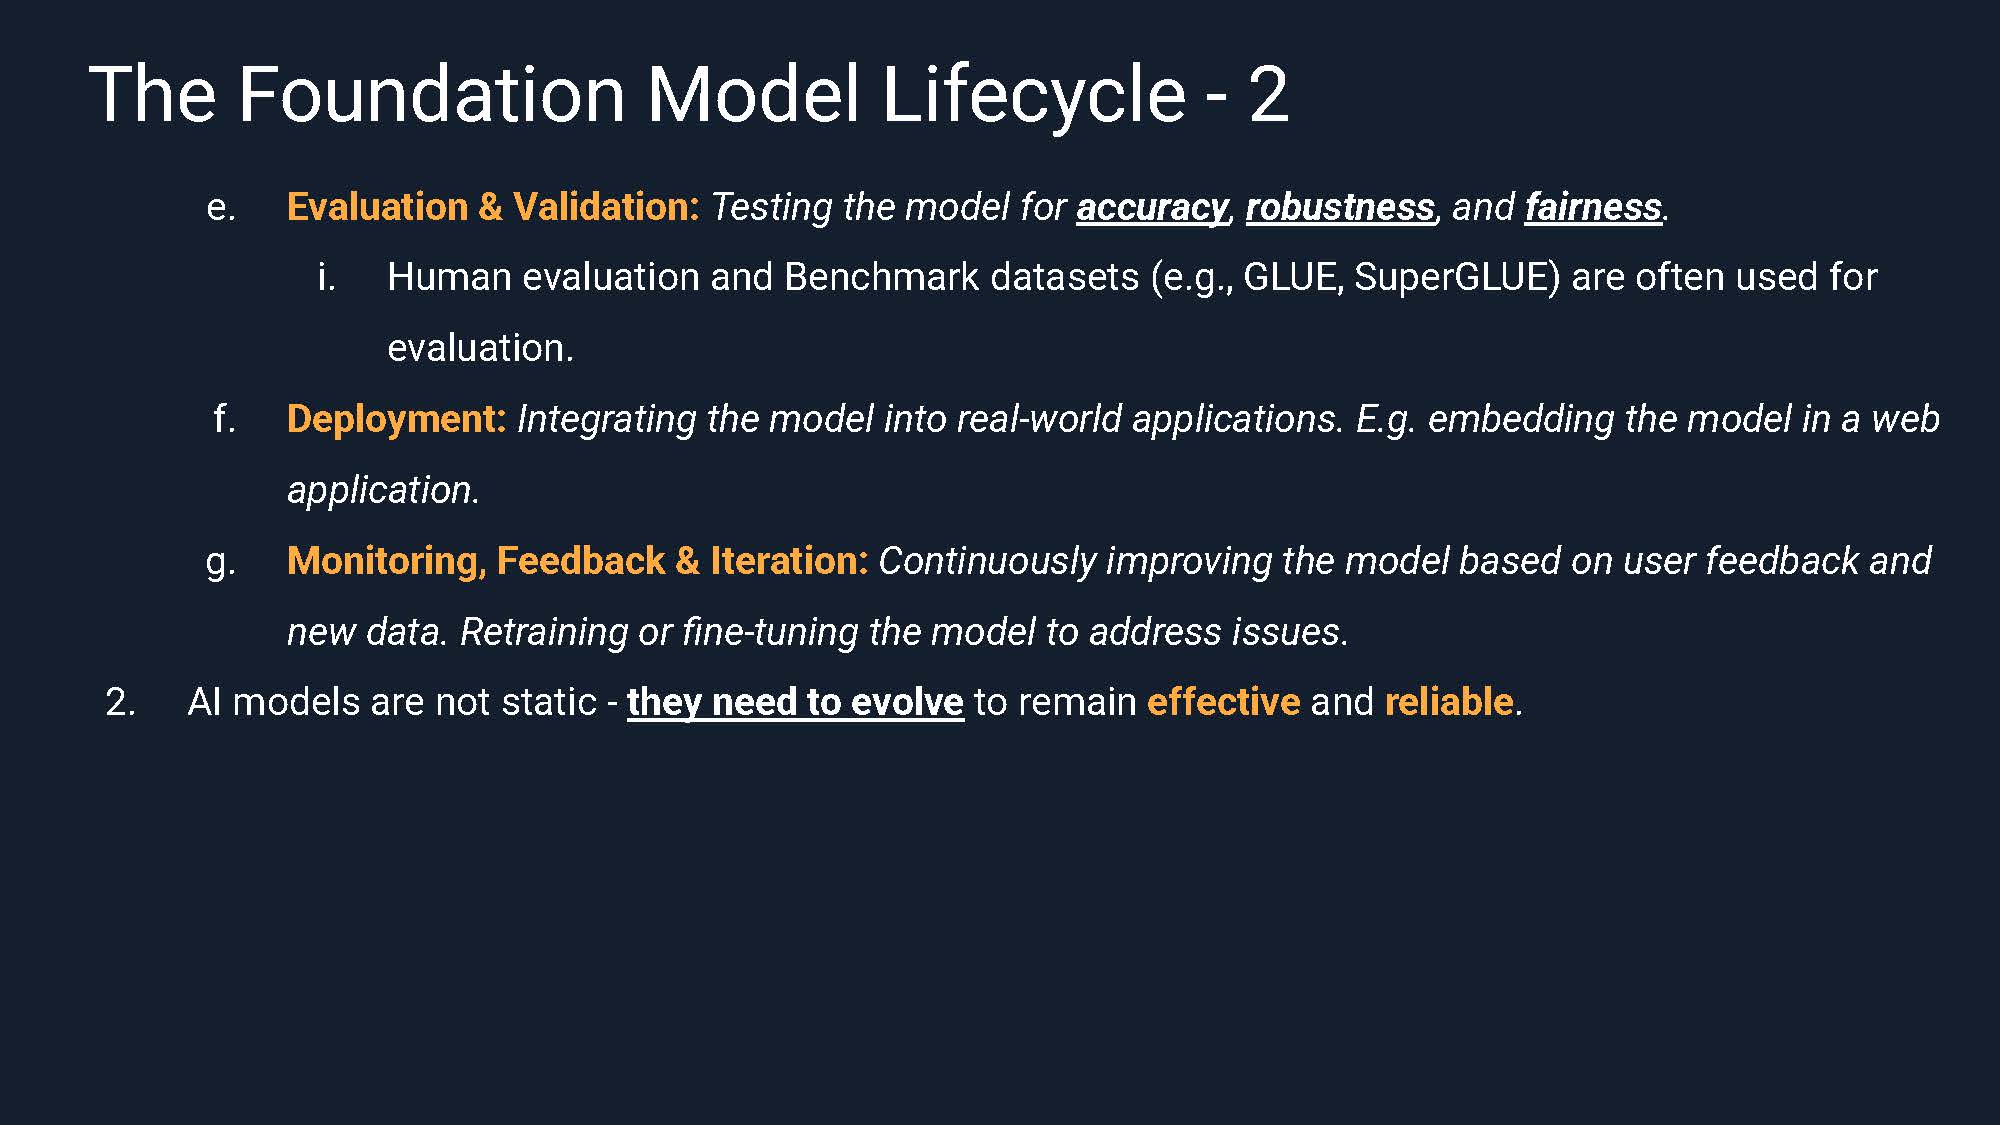 The Foundation Model Lifecycle - 2
e. Evaluation & Validation: Testing the model for accuracy, robustness, and fairness.
i. Human evaluation and Benchmark datasets (e.g., GLUE, SuperGLUE) are often used for
evaluation.
f. Deployment: Integrating the model into real-world applications. E.g. embedding the model in a web
application.
g. Monitoring, Feedback & Iteration: Continuously improving the model based on user feedback and
new data. Retraining or fine-tuning the model to address issues.
2. AI models are not static - they need to evolve to remain effective and reliable.